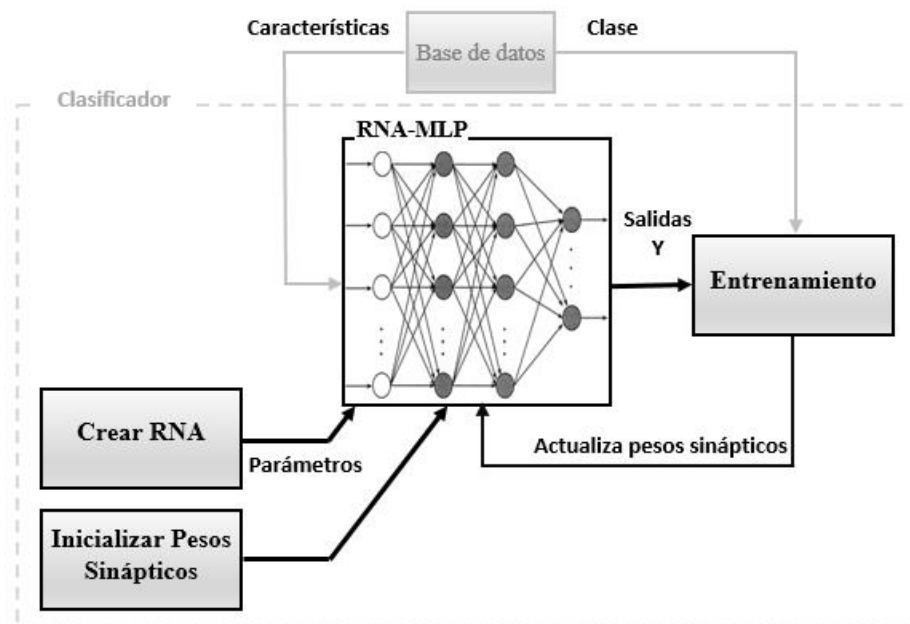 Características
Base de datos
Clase
Clasificador
RNA-MLP
Salidas
Y
Entrenamiento
Crear RNA
Parámetros
Actualiza pesos sinápticos
Inicializar Pesos
Sinápticos